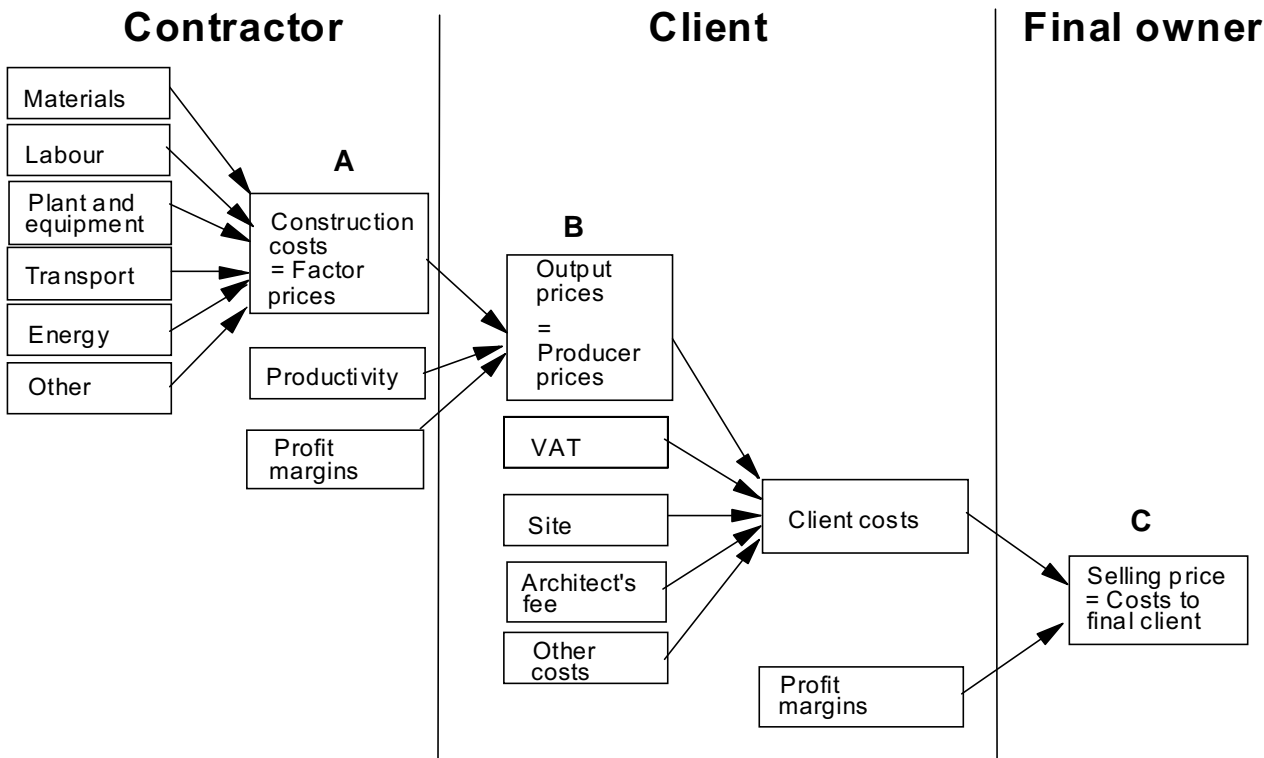 Contractor
Client
Final owner
Materials
Labour
Plant and
equipment
Transport
Energy
Other
A
Construction
costs
= Factor
prices
Productivity
Profit
margins
B
Output
prices
=
Producer
prices
VAT
Site
Architect's
fee
Other
costs
Client costs
Profit
margins
C
Selling price
= Costs to
final client